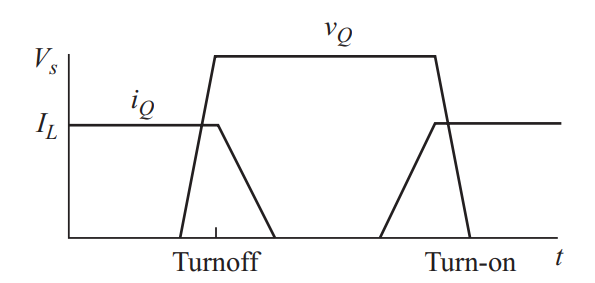 v_Q
V_s
i_Q
I_L
Turnoff
Turn-on
t